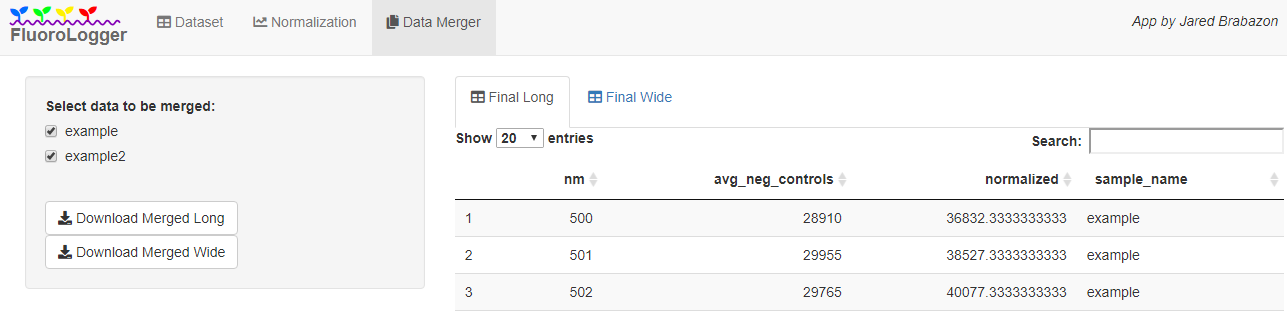 FluoroLogger Dataset Normalization Data Merger App by Jared Brabazon
Select data to be merged:
example
example2
Download Merged Long
Download Merged Wide
Final Long Final Wide
Show 20 entries Search:
nm avg_neg_controls normalized sample_name
1 500 28910 36832.3333333333 example
2 501 29955 38527.3333333333 example
3 502 29765 40077.3333333333 example